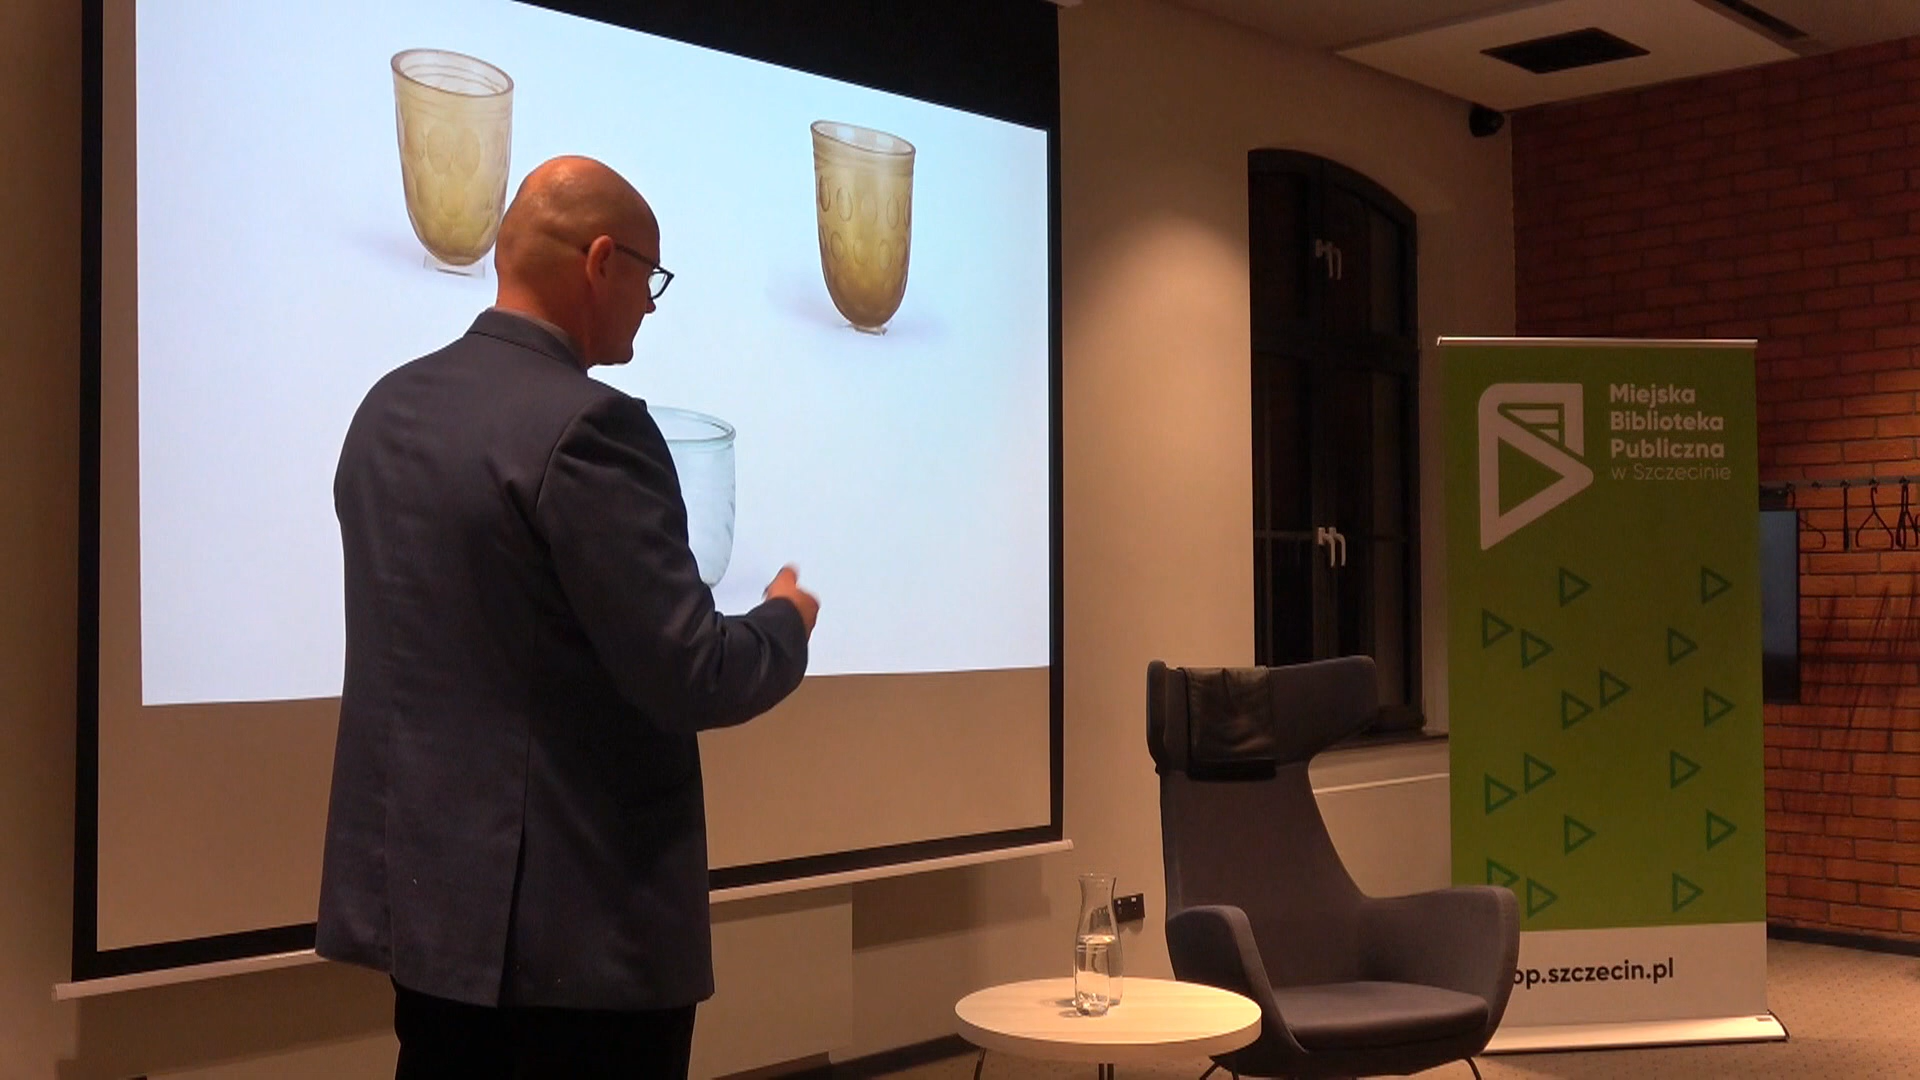 Miejska
Biblioteka
Publiczna
w Szczecinie
op.szczecin.pl